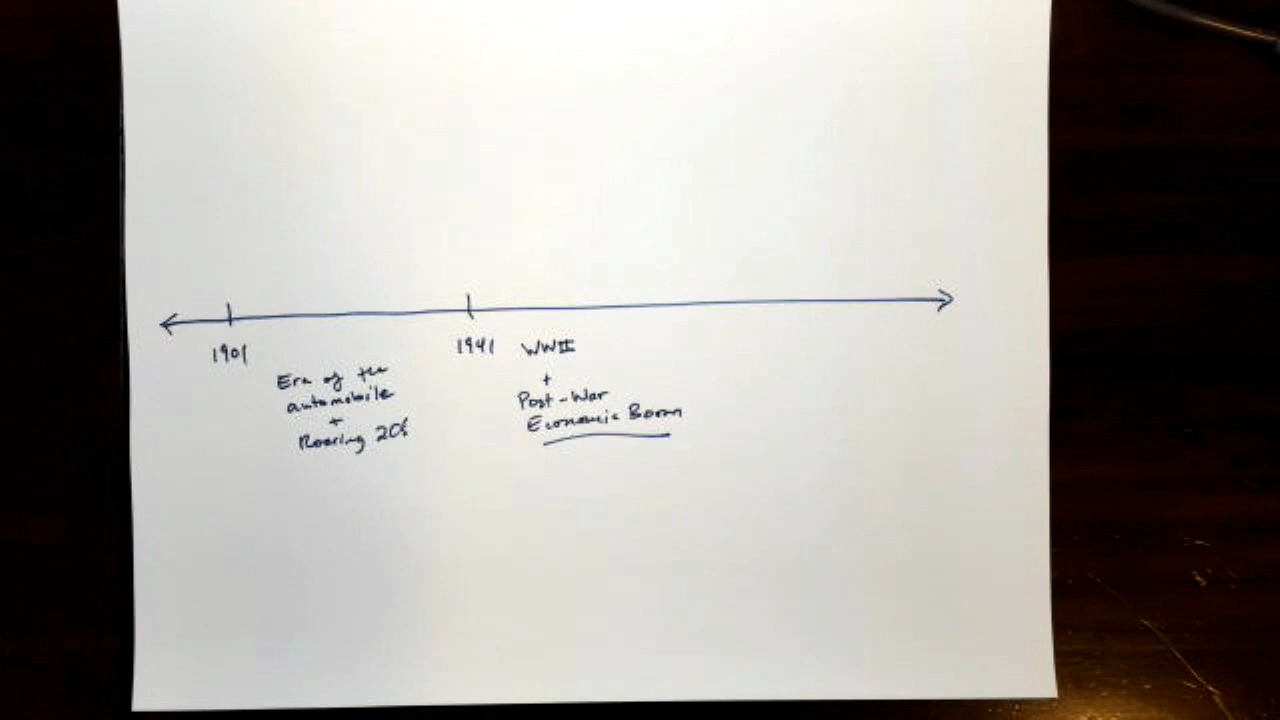 1901
Era of the
automobile
+
Roaring 20s
1941 WWII
+
Post-War
Economic Boom